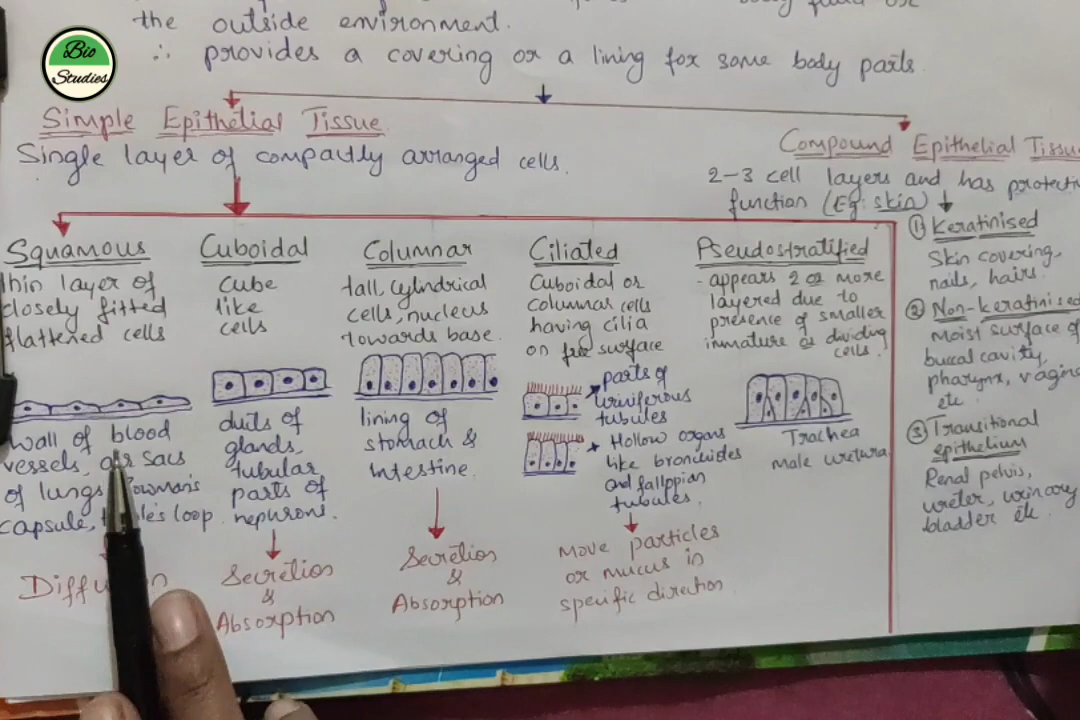 the outside environment.
∴ provides a covering or a lining for some body parts.
Bio
Studies
Simple Epithelial Tissue
Single layer of compactly arranged cells.
Compound Epithelial Tissue
2-3 cell layers and has protecti
function (Eg: skin)
Squamous
thin layer of
closely fitted
flattened cells
wall of blood
vessels, air sacs
of lungs
capsule, loop
Cuboidal
Cube
like
cells
ducts of
glands,
tubular
parts of
nephrons.
Secretion
&
Absorption
Columnar
tall, cylindrical
cells, nucleus
towards base.
lining of
stomach &
Intestine
Secretion
&
Absorption
Ciliated
Cuboidal or
columnar cells
having cilia
on free surface
parts of
uriniferous
tubules
* Hollow organs
like bronchioles
and falloppian
tubules.
Move particles
or mucus in
specific direction
Pseudostratified
- appears 2 or more
layered due to
presence of smaller
immature or dividing
cells.
Trachea
male uretura
① Keratinised
Skin covering,
nails, hairs
② Non-keratinised
moist surface of
buccal cavity,
pharynx, vagina
etc
③ Transitional
epithelium
Renal pelvis,
ureter, urinary
bladder etc